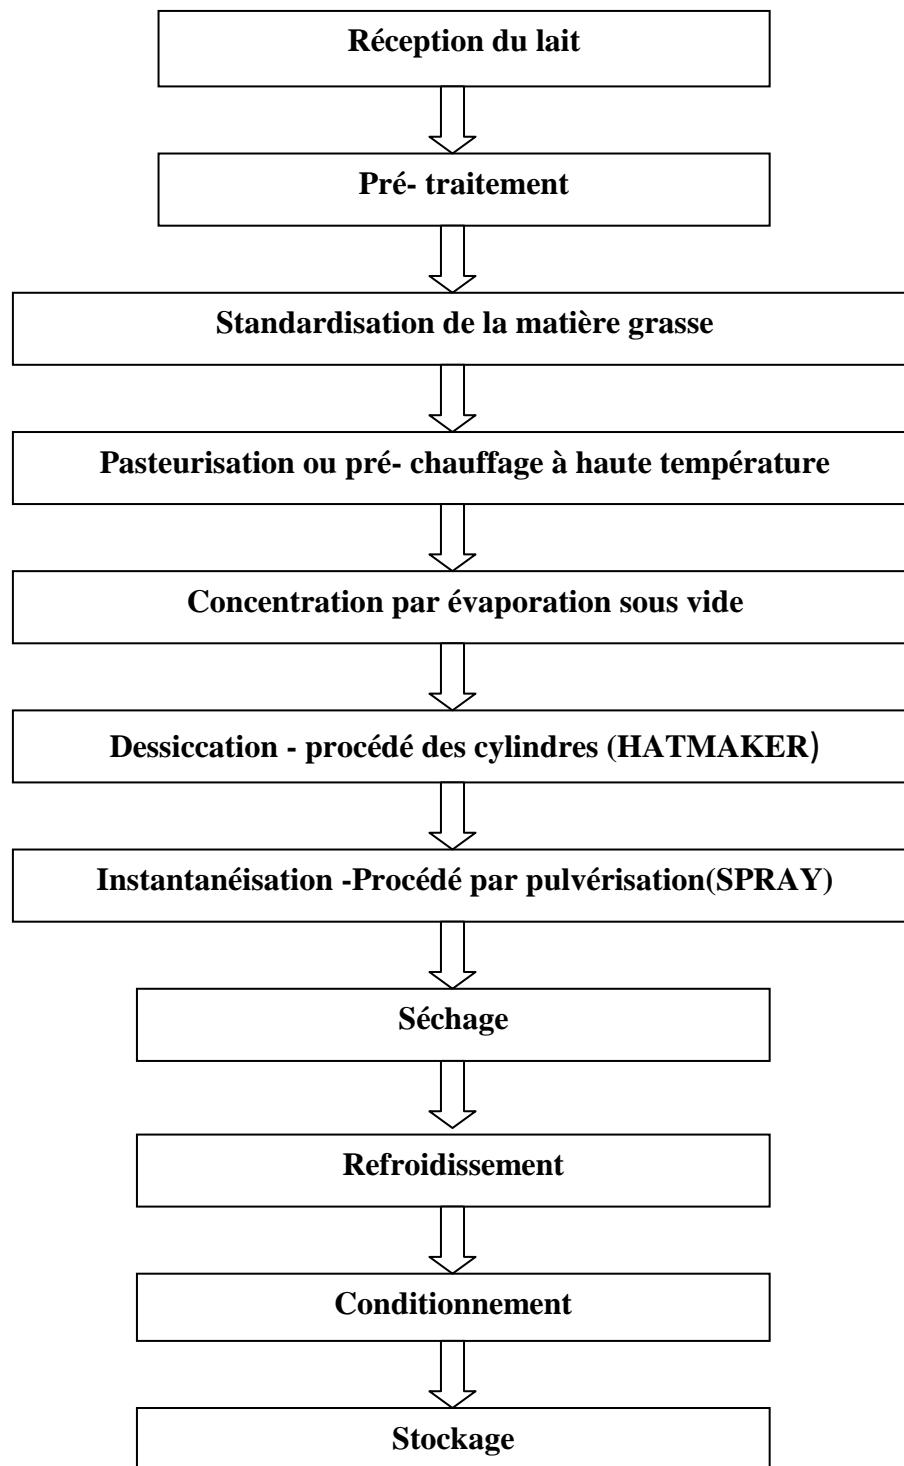 Réception du lait
Pré- traitement
Standardisation de la matière grasse
Pasteurisation ou pré- chauffage à haute température
Concentration par évaporation sous vide
Dessiccation - procédé des cylindres (HATMAKER)
Instantanéisation -Procédé par pulvérisation(SPRAY)
Séchage
Refroidissement
Conditionnement
Stockage